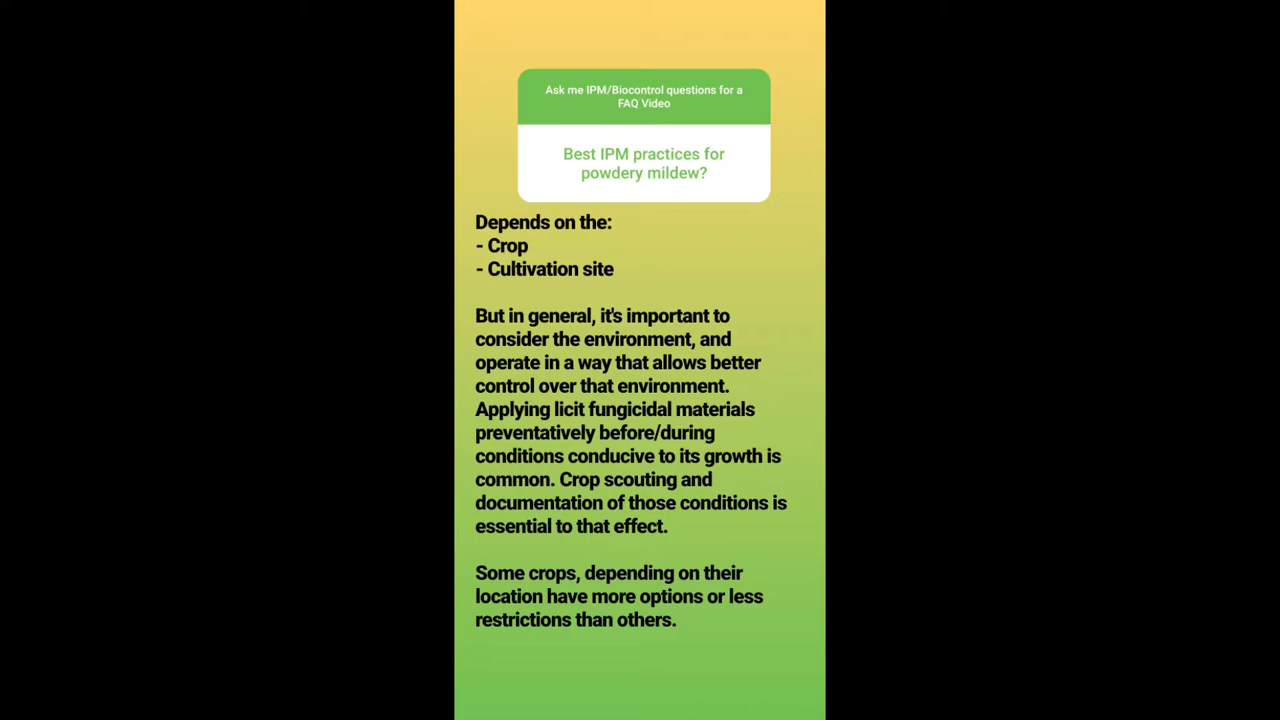 Ask me IPM/Biocontrol questions for a
FAQ Video
Best IPM practices for
powdery mildew?
Depends on the:
- Crop
- Cultivation site
But in general, it's important to
consider the environment, and
operate in a way that allows better
control over that environment.
Applying licit fungicidal materials
preventatively before/during
conditions conducive to its growth is
common. Crop scouting and
documentation of those conditions is
essential to that effect.
Some crops, depending on their
location have more options or less
restrictions than others.